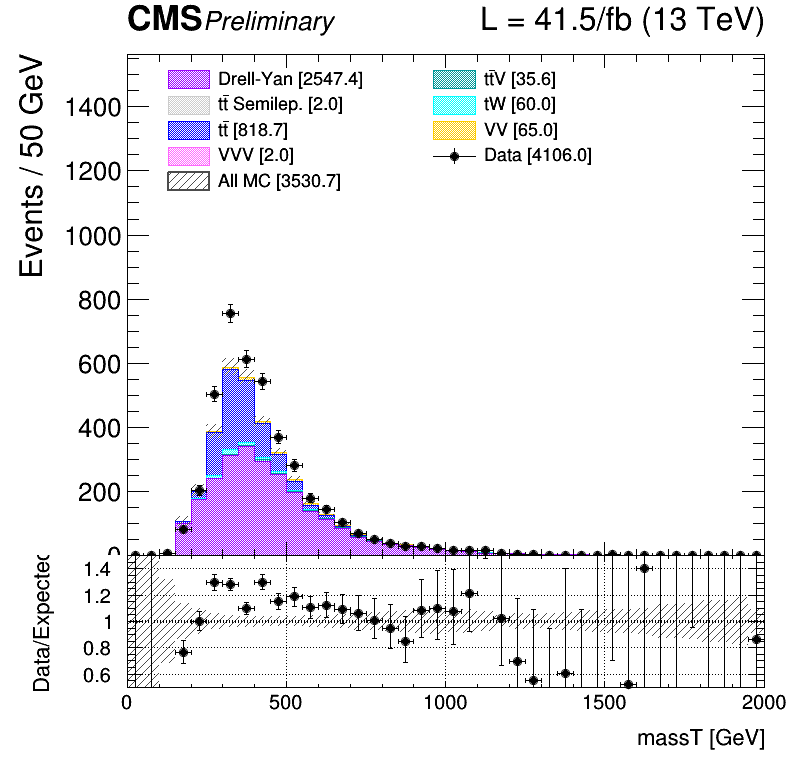 CMS Preliminary L = 41.5/fb (13 TeV)
Events / 50 GeV
Drell-Yan [2547.4]
tt̄ Semilep. [2.0]
tt̄ [818.7]
VVV [2.0]
All MC [3530.7]
tt̄V [35.6]
tW [60.0]
VV [65.0]
Data [4106.0]
1400
1200
1000
800
600
400
200
0
Data/Expected
1.4
1.2
1
0.8
0.6
0 500 1000 1500 2000
massT [GeV]